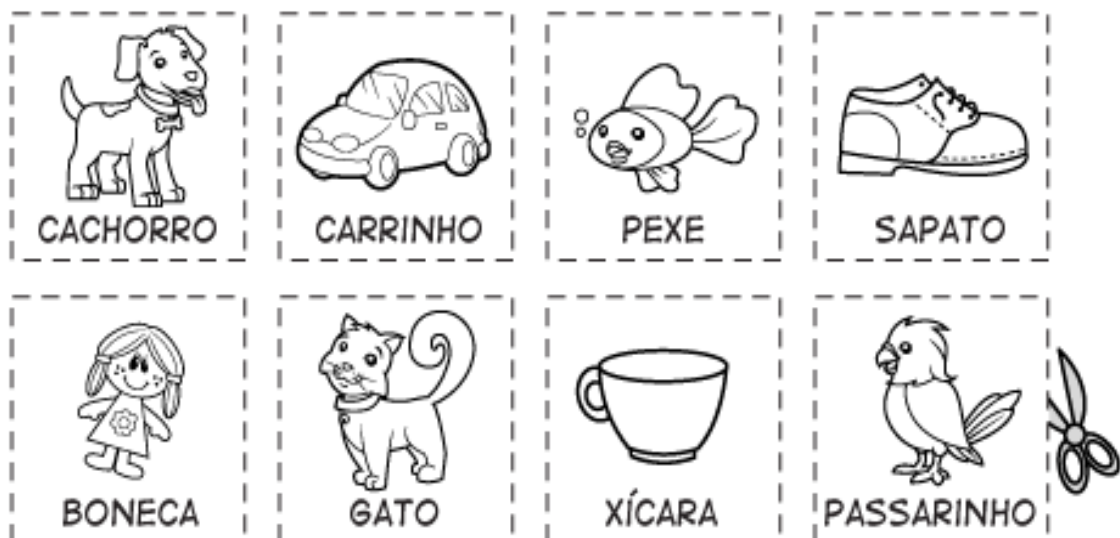 CACHORRO CARRINHO PEXE SAPATO
BONECA GATO XÍCARA PASSARINHO